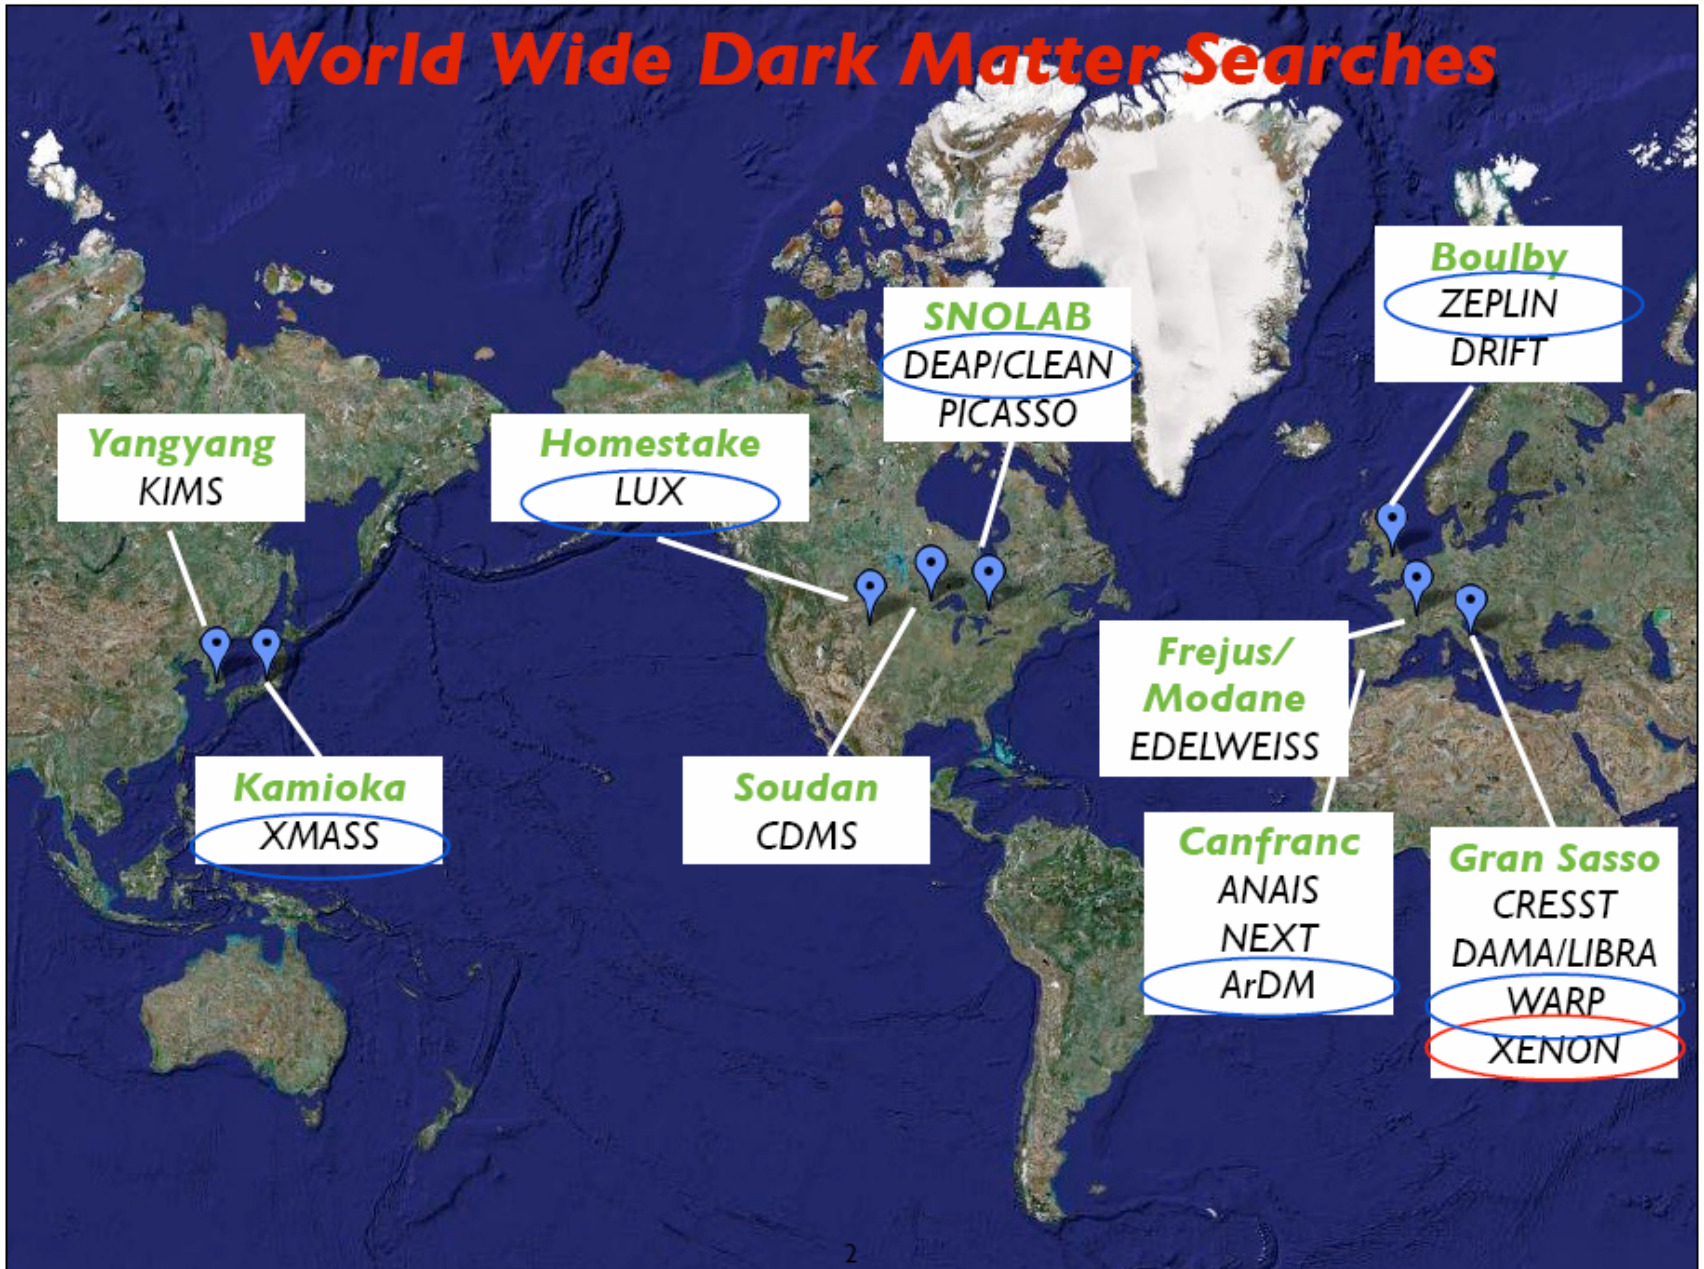 World Wide Dark Matter Searches
Boulby
ZEPLIN
DRIFT
SNOLAB
DEAP/CLEAN
PICASSO
Yangyang
KIMS
Homestake
LUX
Frejus/
Modane
EDELWEISS
Kamioka
XMASS
Soudan
CDMS
Canfranc
ANAIS
NEXT
ArDM
Gran Sasso
CRESST
DAMA/LIBRA
WARP
XENON
2